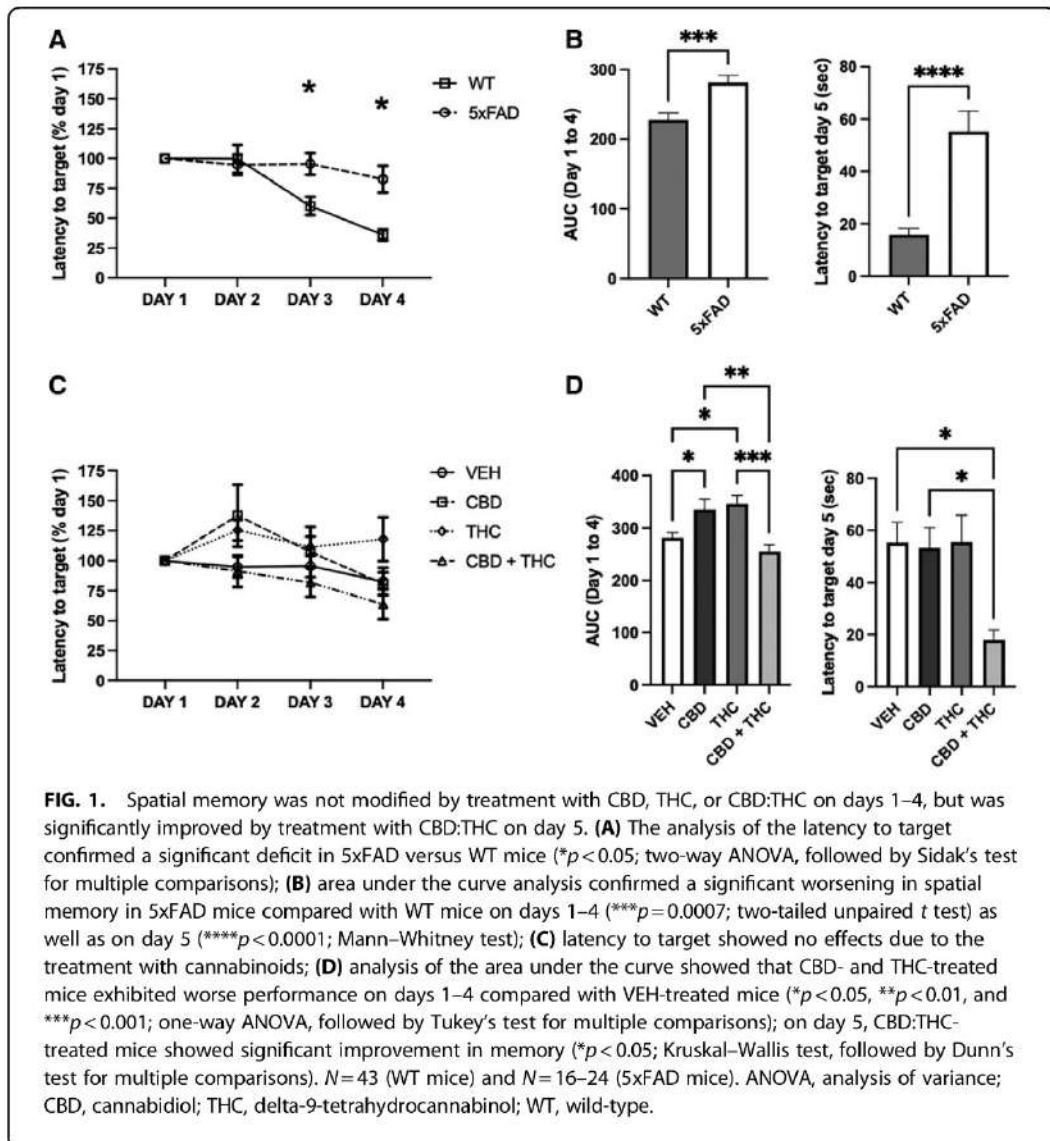 A
Latency to target (% day 1)
175
150
125
100
75
50
25
0
DAY 1 DAY 2 DAY 3 DAY 4
* *
WT
5xFAD
B
AUC (Day 1 to 4)
300
200
100
0
***
WT
5xFAD
Latency to target day 5 (sec)
80
60
40
20
0
****
WT
5xFAD
C
Latency to target (% day 1)
175
150
125
100
75
50
25
0
DAY 1 DAY 2 DAY 3 DAY 4
VEH
CBD
THC
CBD + THC
D
AUC (Day 1 to 4)
400
300
200
100
0
**
*
* ***
VEH
CBD
THC
CBD + THC
Latency to target day 5 (sec)
80
60
40
20
0
*
*
VEH
CBD
THC
CBD + THC
FIG. 1. Spatial memory was not modified by treatment with CBD, THC, or CBD:THC on days 1–4, but was
significantly improved by treatment with CBD:THC on day 5. (A) The analysis of the latency to target
confirmed a significant deficit in 5xFAD versus WT mice (*p < 0.05; two-way ANOVA, followed by Sidak's test
for multiple comparisons); (B) area under the curve analysis confirmed a significant worsening in spatial
memory in 5xFAD mice compared with WT mice on days 1–4 (***p = 0.0007; two-tailed unpaired t test) as
well as on day 5 (****p < 0.0001; Mann–Whitney test); (C) latency to target showed no effects due to the
treatment with cannabinoids; (D) analysis of the area under the curve showed that CBD- and THC-treated
mice exhibited worse performance on days 1–4 compared with VEH-treated mice (*p < 0.05, **p < 0.01, and
***p < 0.001; one-way ANOVA, followed by Tukey's test for multiple comparisons); on day 5, CBD:THC-
treated mice showed significant improvement in memory (*p < 0.05; Kruskal–Wallis test, followed by Dunn's
test for multiple comparisons). N = 43 (WT mice) and N = 16–24 (5xFAD mice). ANOVA, analysis of variance;
CBD, cannabidiol; THC, delta-9-tetrahydrocannabinol; WT, wild-type.